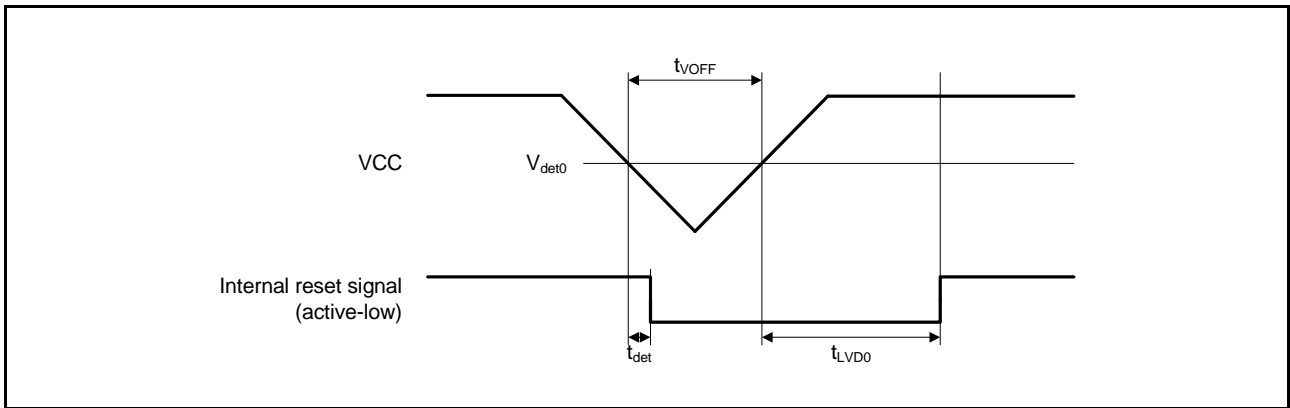 tVOFF
VCC
Vdet0
Internal reset signal
(active-low)
tdet
tLVD0